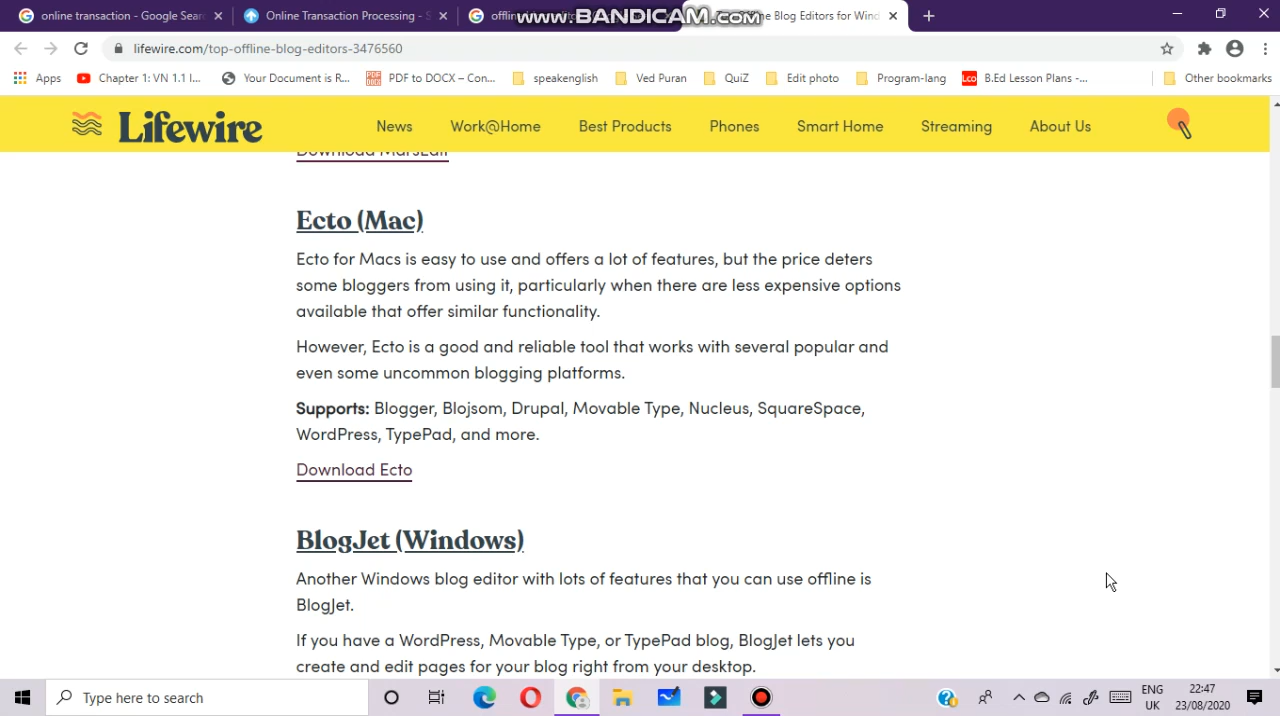 online transaction - Google Sear
Online Transaction Processing - S
offlin
www.BANDICAM.com
Offline Blog Editors for Wind
lifewire.com/top-offline-blog-editors-3476560
Apps
Chapter 1: VN 1.1 I...
Your Document is R...
PDF to DOCX – Con...
speakenglish
Ved Puran
QuiZ
Edit photo
Program-lang
Lco
B.Ed Lesson Plans -...
Other bookmarks
Lifewire
News
Work@Home
Best Products
Phones
Smart Home
Streaming
About Us
Download MarsEdit
Ecto (Mac)
Ecto for Macs is easy to use and offers a lot of features, but the price deters
some bloggers from using it, particularly when there are less expensive options
available that offer similar functionality.
However, Ecto is a good and reliable tool that works with several popular and
even some uncommon blogging platforms.
Supports: Blogger, Blojsom, Drupal, Movable Type, Nucleus, SquareSpace,
WordPress, TypePad, and more.
Download Ecto
BlogJet (Windows)
Another Windows blog editor with lots of features that you can use offline is
BlogJet.
If you have a WordPress, Movable Type, or TypePad blog, BlogJet lets you
create and edit pages for your blog right from your desktop.
Type here to search
ENG
UK
22:47
23/08/2020